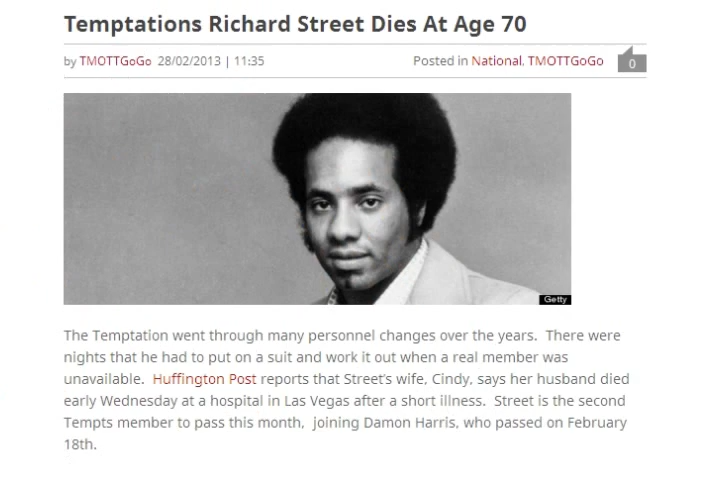 Temptations Richard Street Dies At Age 70
by TMOTTGoGo 28/02/2013 | 11:35 Posted in National, TMOTTGoGo 0
Getty
The Temptation went through many personnel changes over the years. There were
nights that he had to put on a suit and work it out when a real member was
unavailable. Huffington Post reports that Street's wife, Cindy, says her husband died
early Wednesday at a hospital in Las Vegas after a short illness. Street is the second
Tempts member to pass this month, joining Damon Harris, who passed on February
18th.